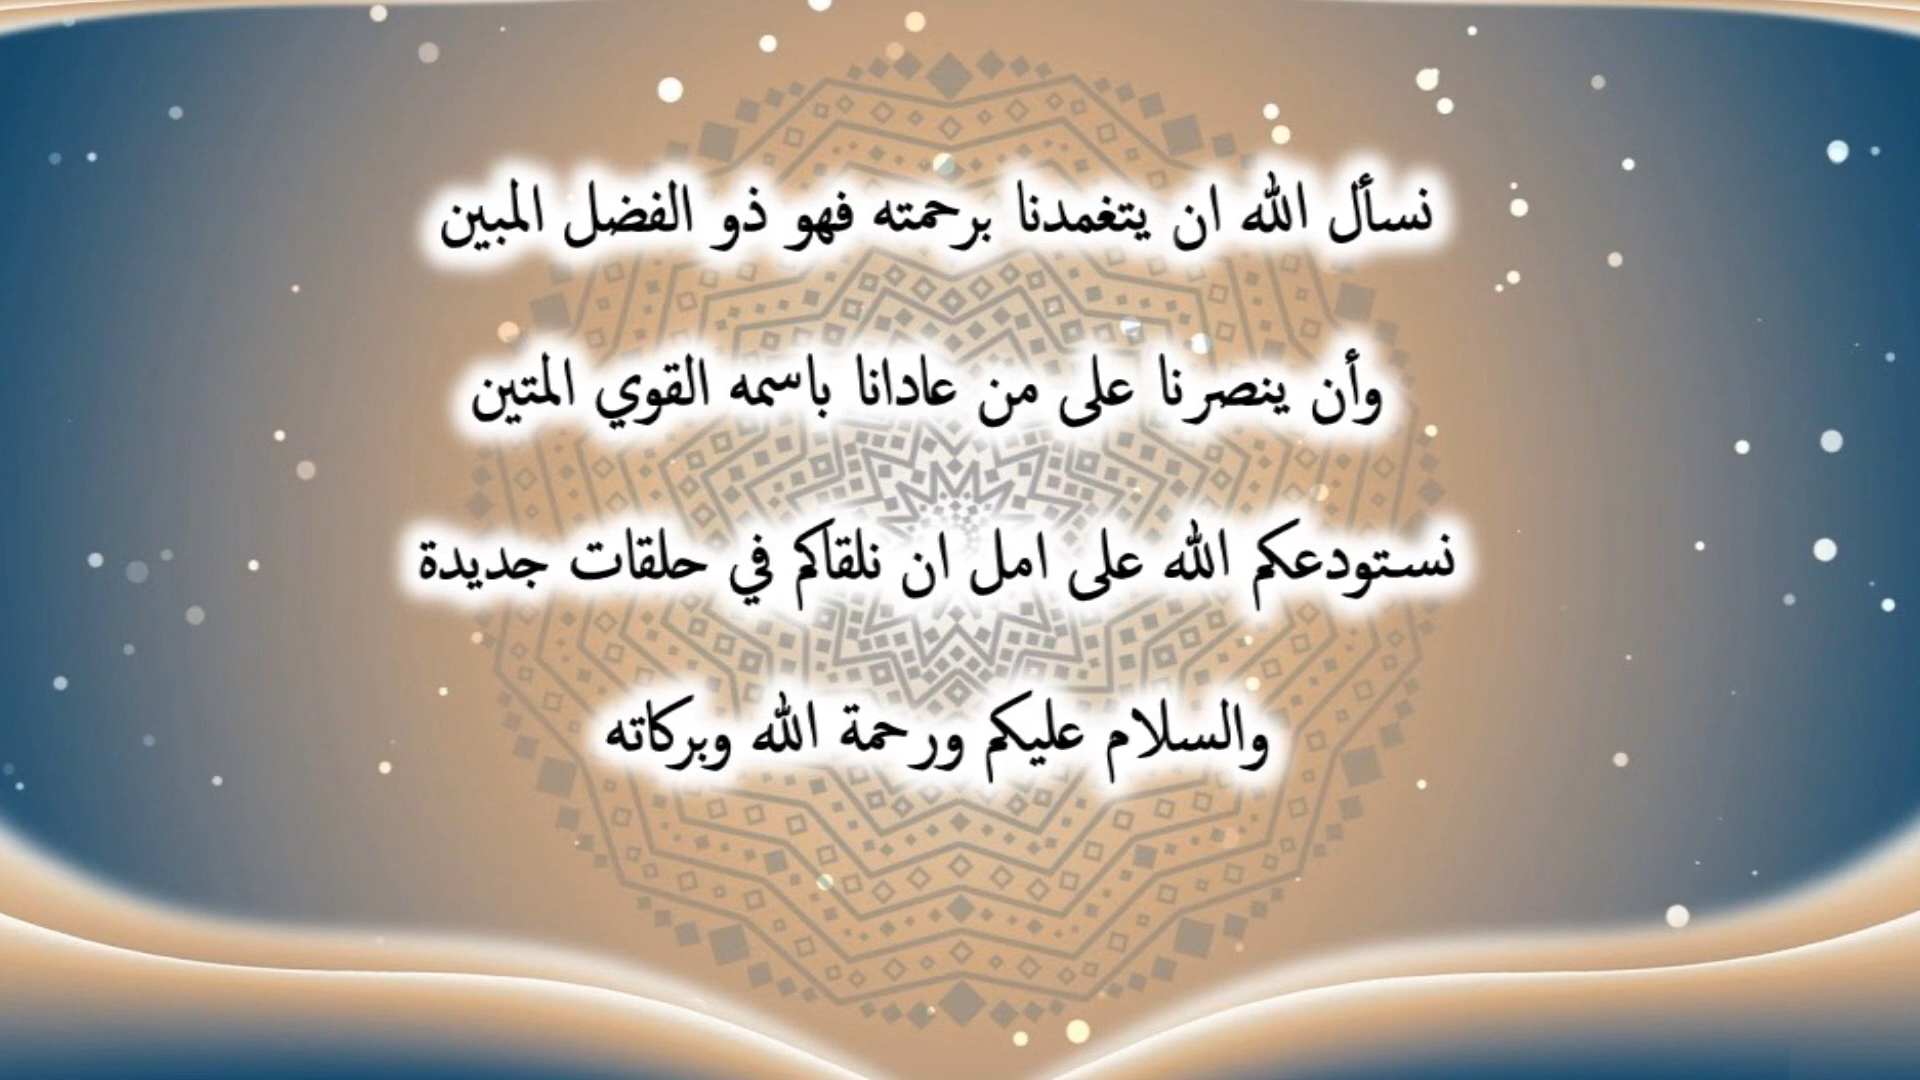 نسأل الله ان يتغمدنا برحمته فهو ذو الفضل المبين
وأن ينصرنا على من عادانا باسمه القوي المتين
نستودعكم الله على امل ان نلقاكم في حلقات جديدة
والسلام عليكم ورحمة الله وبركاته